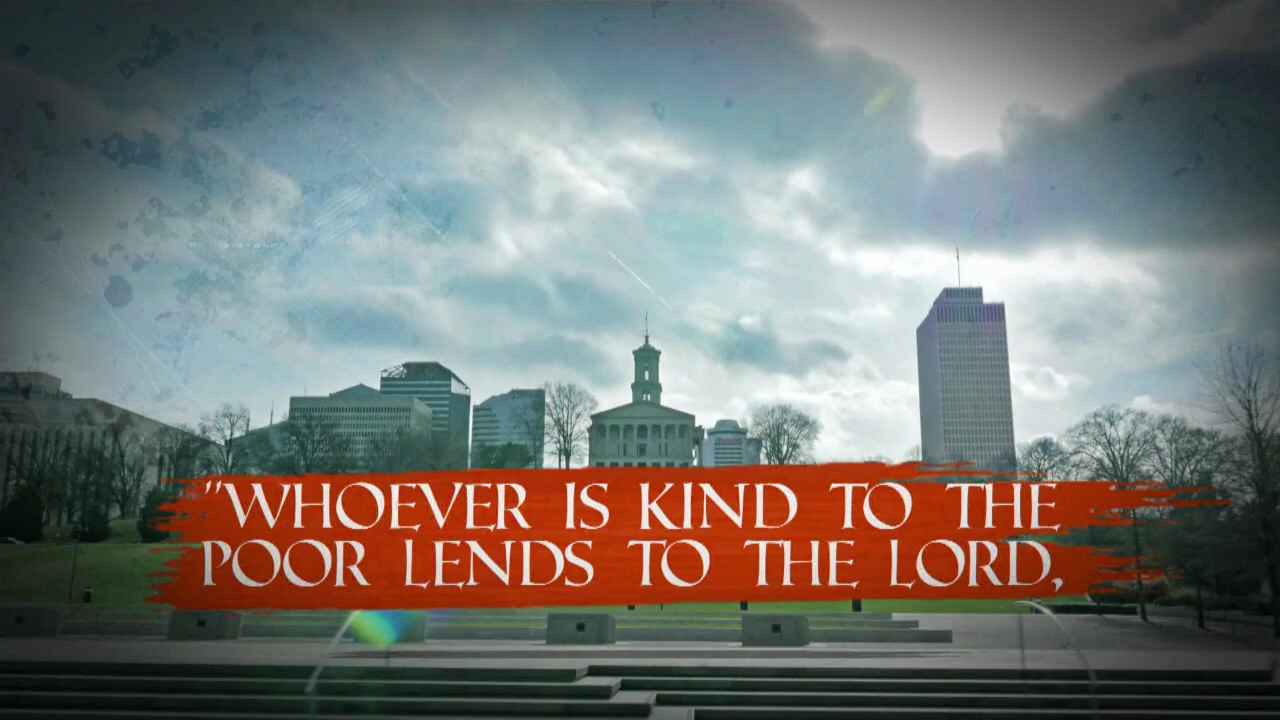 "WHOEVER IS KIND TO THE
POOR LENDS TO THE LORD,